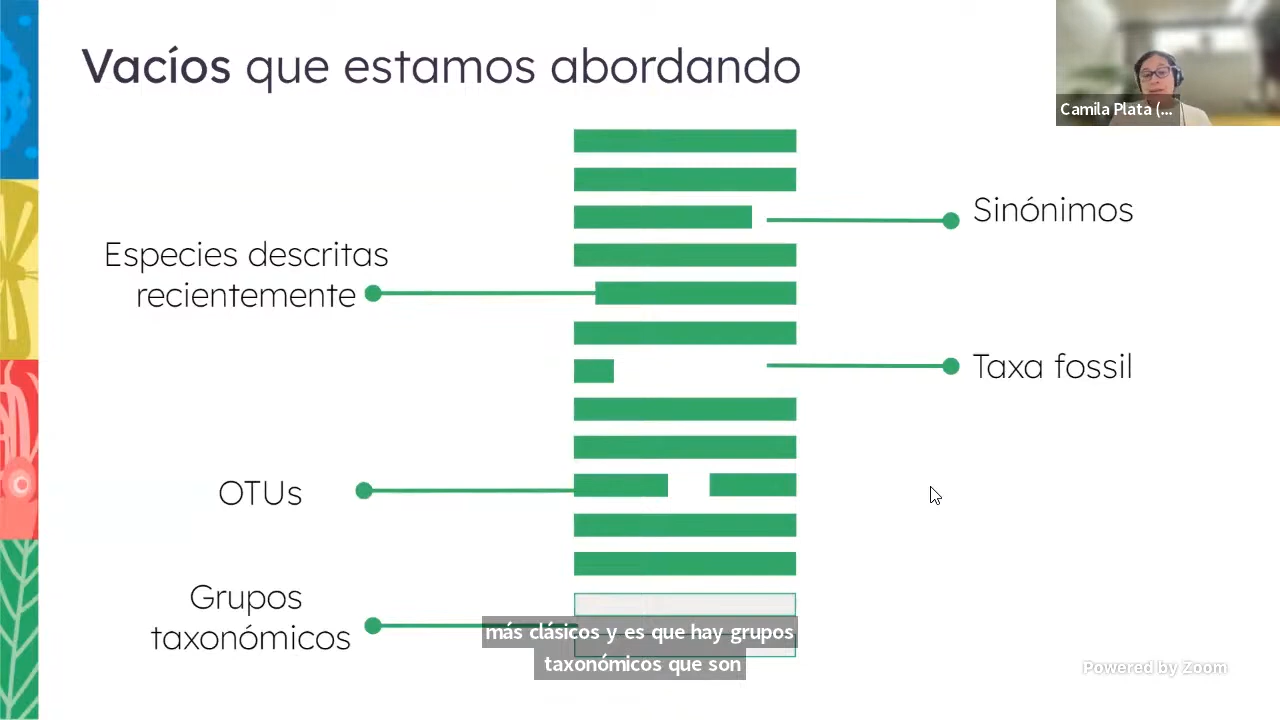 Vacíos que estamos abordando
Camila Plata (...
Sinónimos
Especies descritas
recientemente
Taxa fossil
OTUs
Grupos
taxonómicos
más clásicos y es que hay grupos
taxonómicos que son
Powered by Zoom